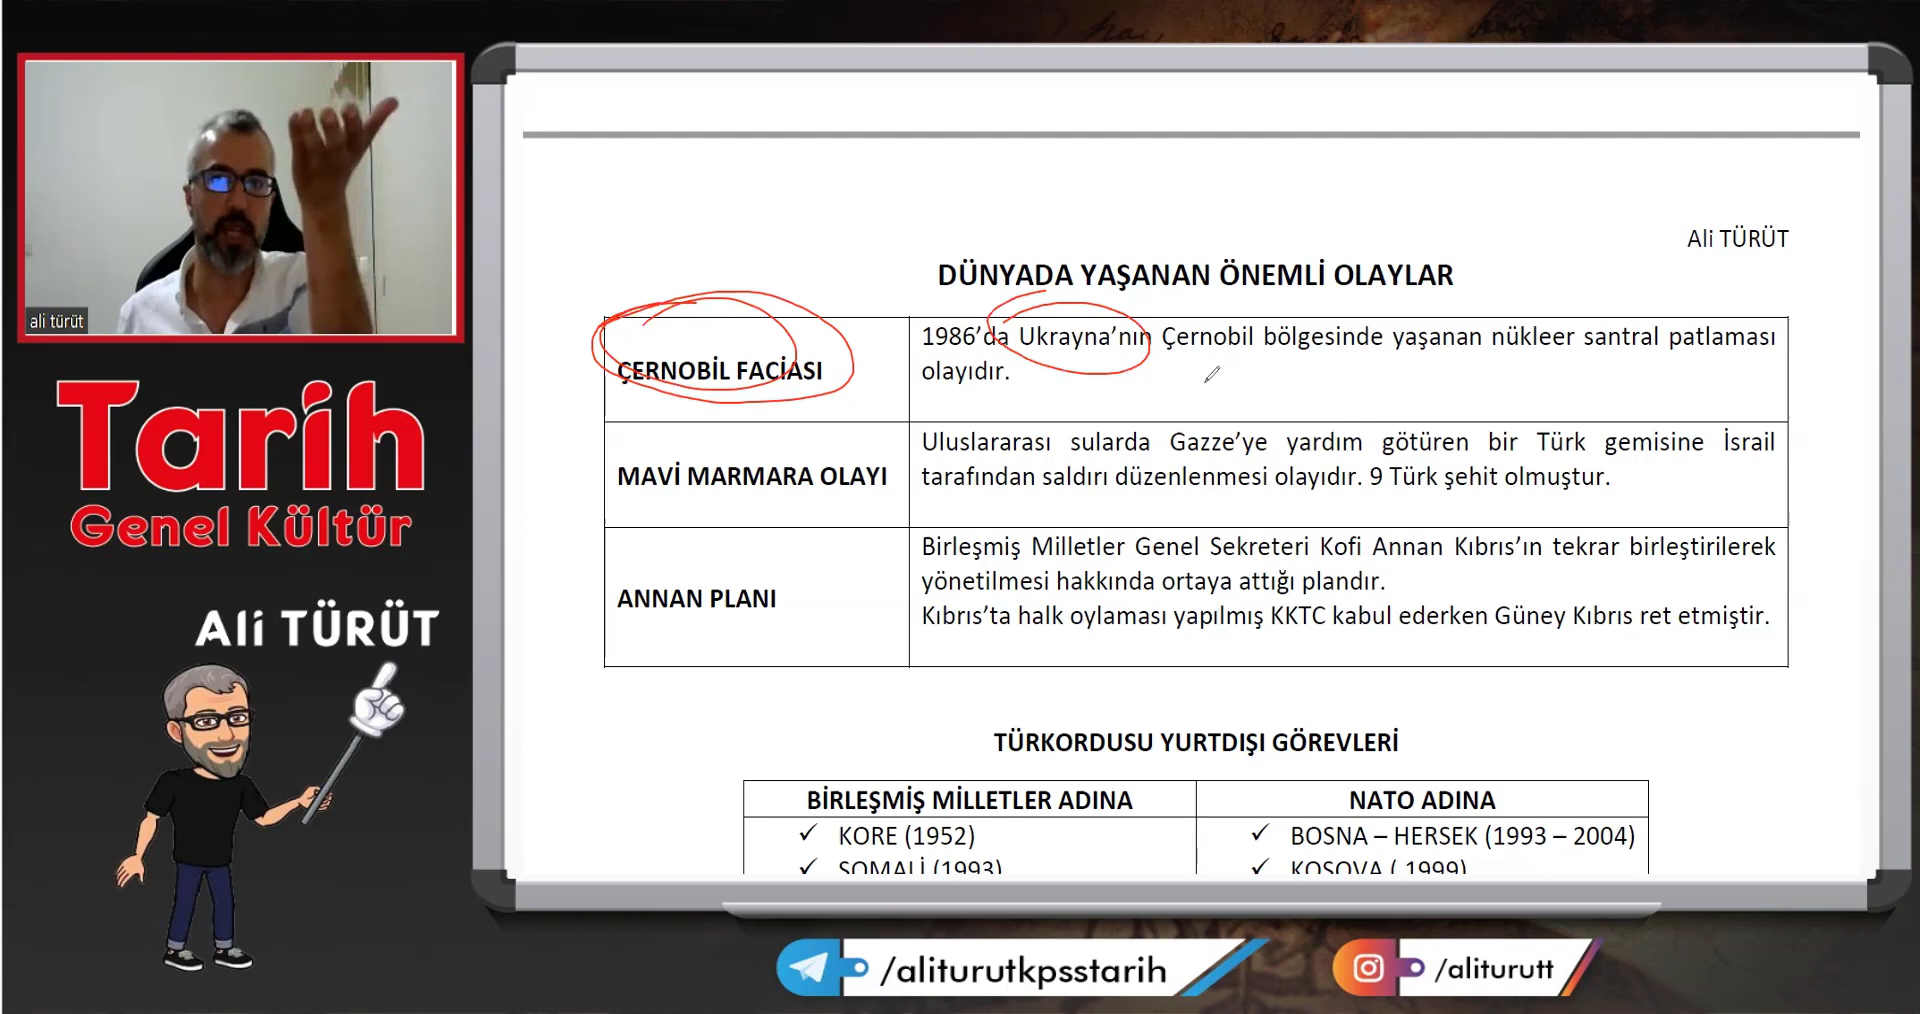 ali türüt
Tarih
Genel Kültür
Ali TÜRÜT
Ali TÜRÜT
DÜNYADA YAŞANAN ÖNEMLİ OLAYLAR
ÇERNOBİL FACİASI
1986’da Ukrayna’nın Çernobil bölgesinde yaşanan nükleer santral patlaması
olayıdır.
MAVİ MARMARA OLAYI
Uluslararası sularda Gazze’ye yardım götüren bir Türk gemisine İsrail
tarafından saldırı düzenlenmesi olayıdır. 9 Türk şehit olmuştur.
ANNAN PLANI
Birleşmiş Milletler Genel Sekreteri Kofi Annan Kıbrıs’ın tekrar birleştirilerek
yönetilmesi hakkında ortaya attığı plandır.
Kıbrıs’ta halk oylaması yapılmış KKTC kabul ederken Güney Kıbrıs ret etmiştir.
TÜRKORDUSU YURTDIŞI GÖREVLERİ
BİRLEŞMİŞ MİLLETLER ADINA
NATO ADINA
✓ KORE (1952)
✓ BOSNA – HERSEK (1993 – 2004)
✓ SOMALİ (1993)
✓ KOSOVA ( 1999)
/aliturutkpsstarih
/aliturutt